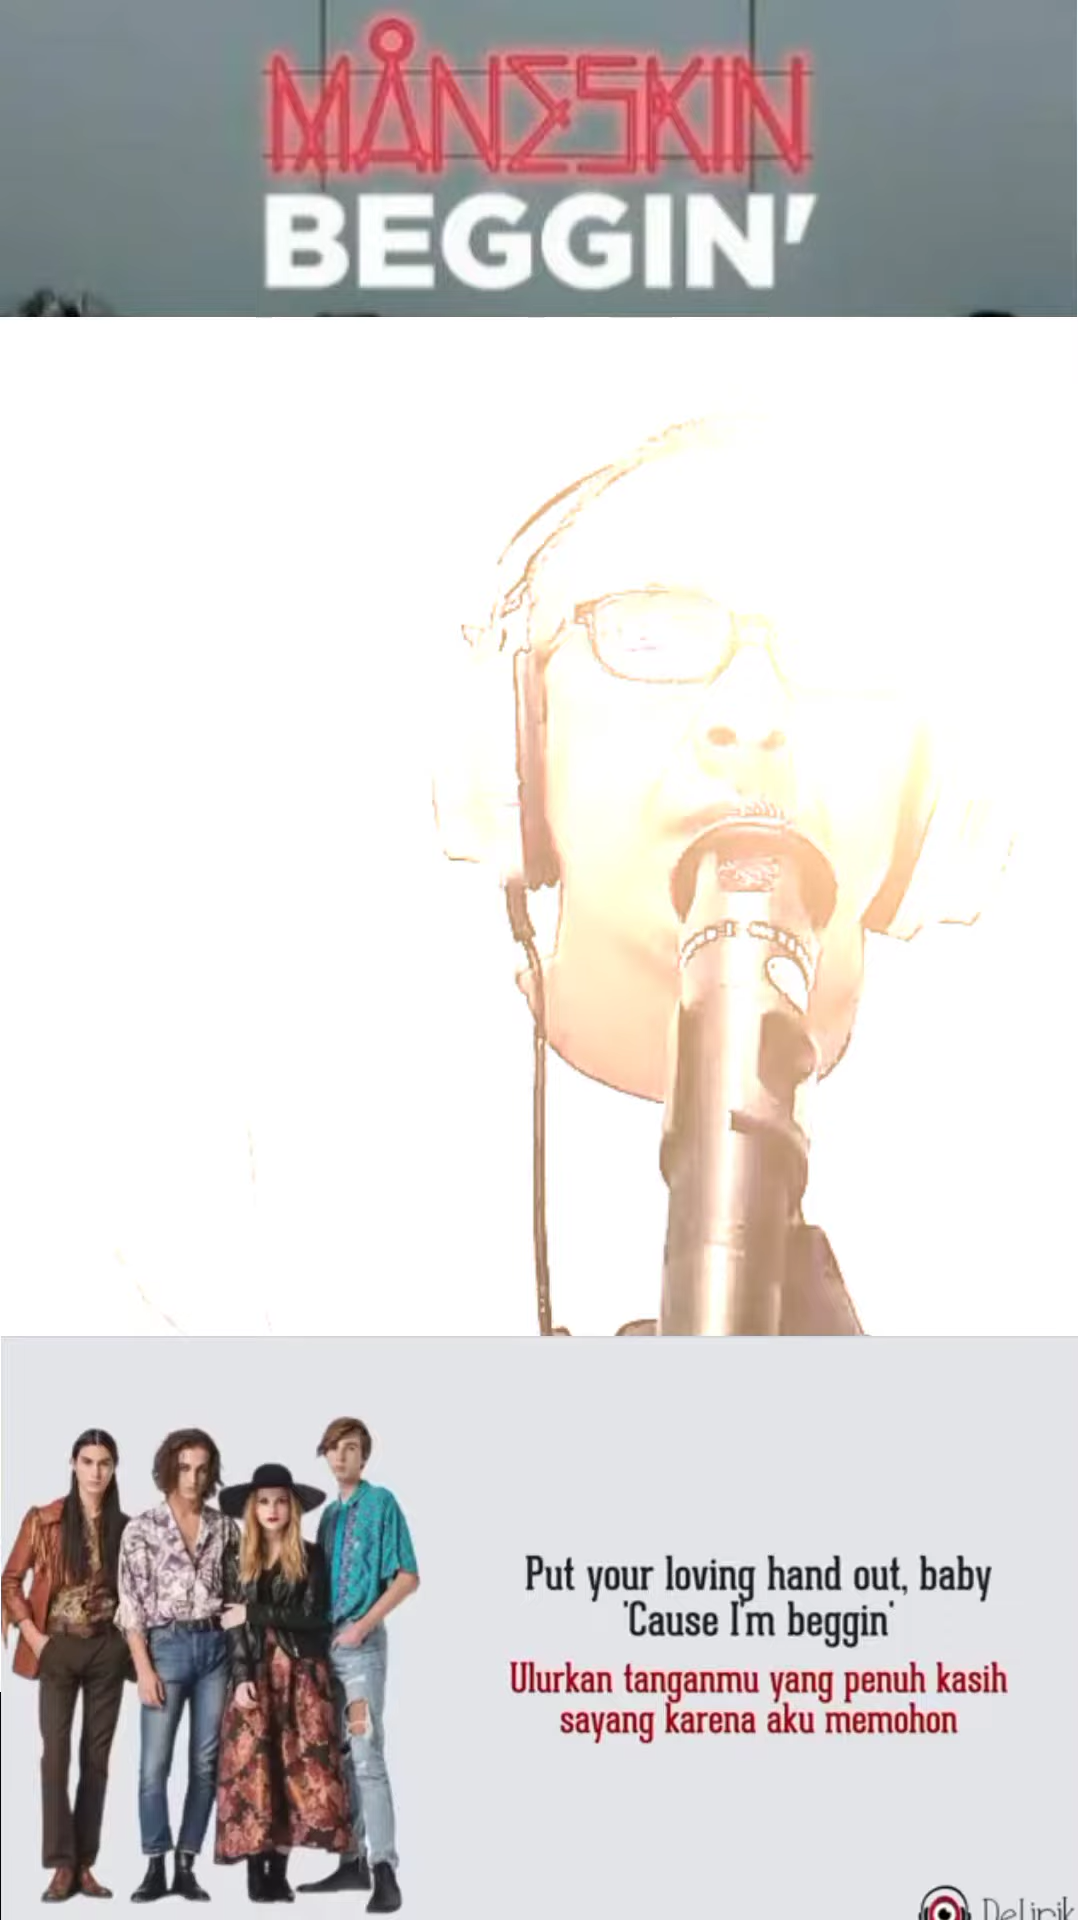 MÅNESKIN
BEGGIN'
Put your loving hand out, baby
'Cause I'm beggin'
Ulurkan tanganmu yang penuh kasih
sayang karena aku memohon
DeLirik